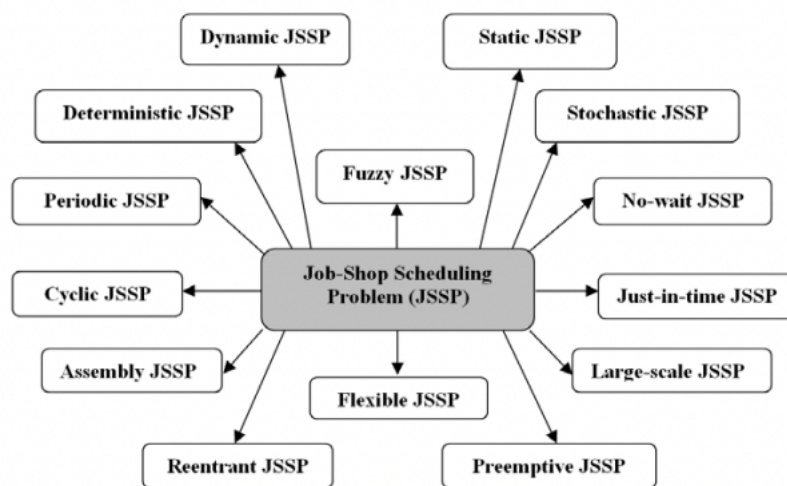 Dynamic JSSP
Static JSSP
Deterministic JSSP
Stochastic JSSP
Fuzzy JSSP
Periodic JSSP
No-wait JSSP
Job-Shop Scheduling
Problem (JSSP)
Cyclic JSSP
Just-in-time JSSP
Assembly JSSP
Large-scale JSSP
Flexible JSSP
Reentrant JSSP
Preemptive JSSP